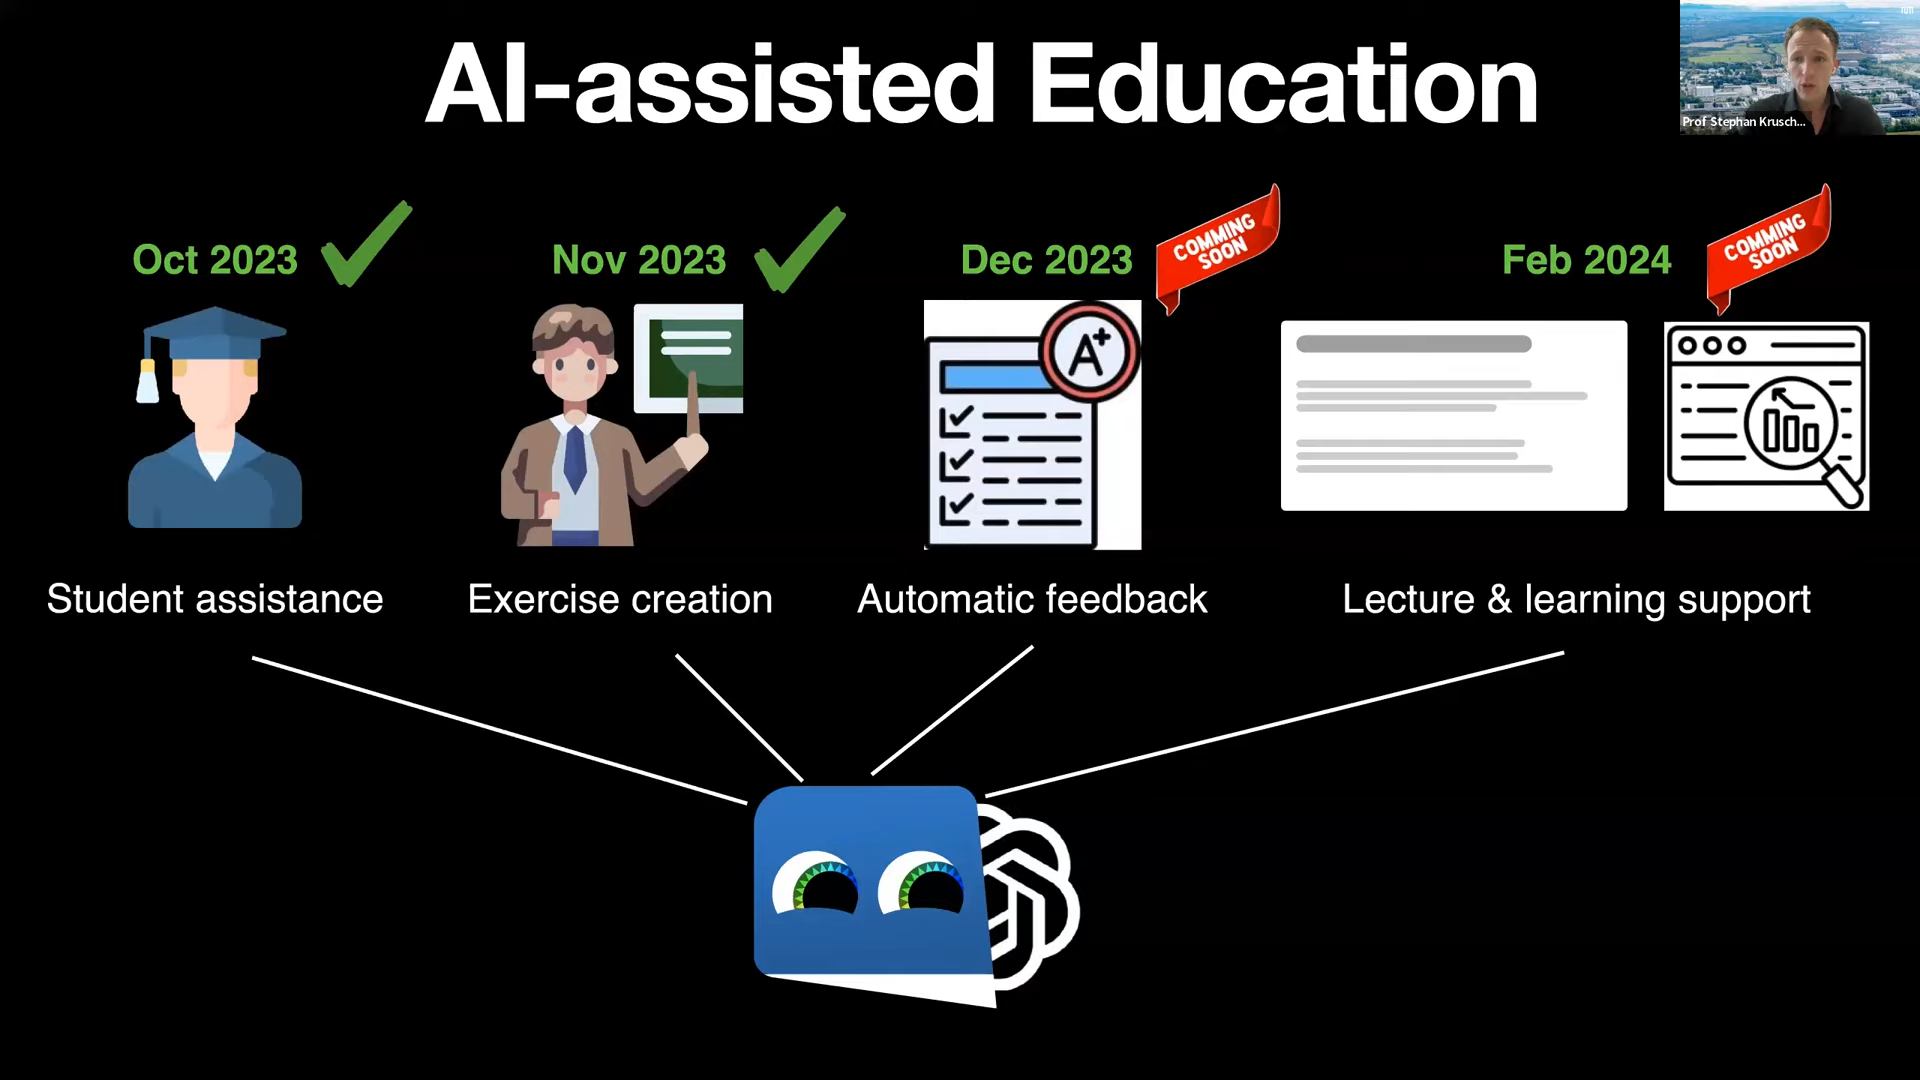 AI-assisted Education
Prof Stephan Krusch...
Oct 2023
Nov 2023
Dec 2023
COMMING
SOON
Feb 2024
COMMING
SOON
A+
Student assistance
Exercise creation
Automatic feedback
Lecture & learning support